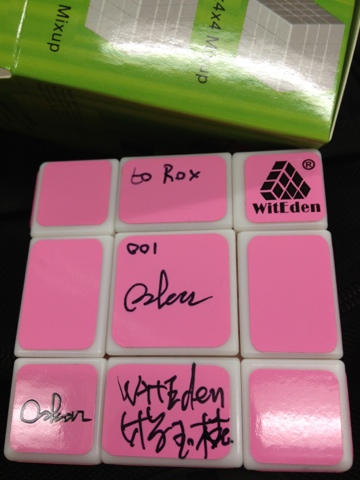 Mixup
4x4 Mixup
to Rox
®
WitEden
001
Oskar
Oskar
WitEden